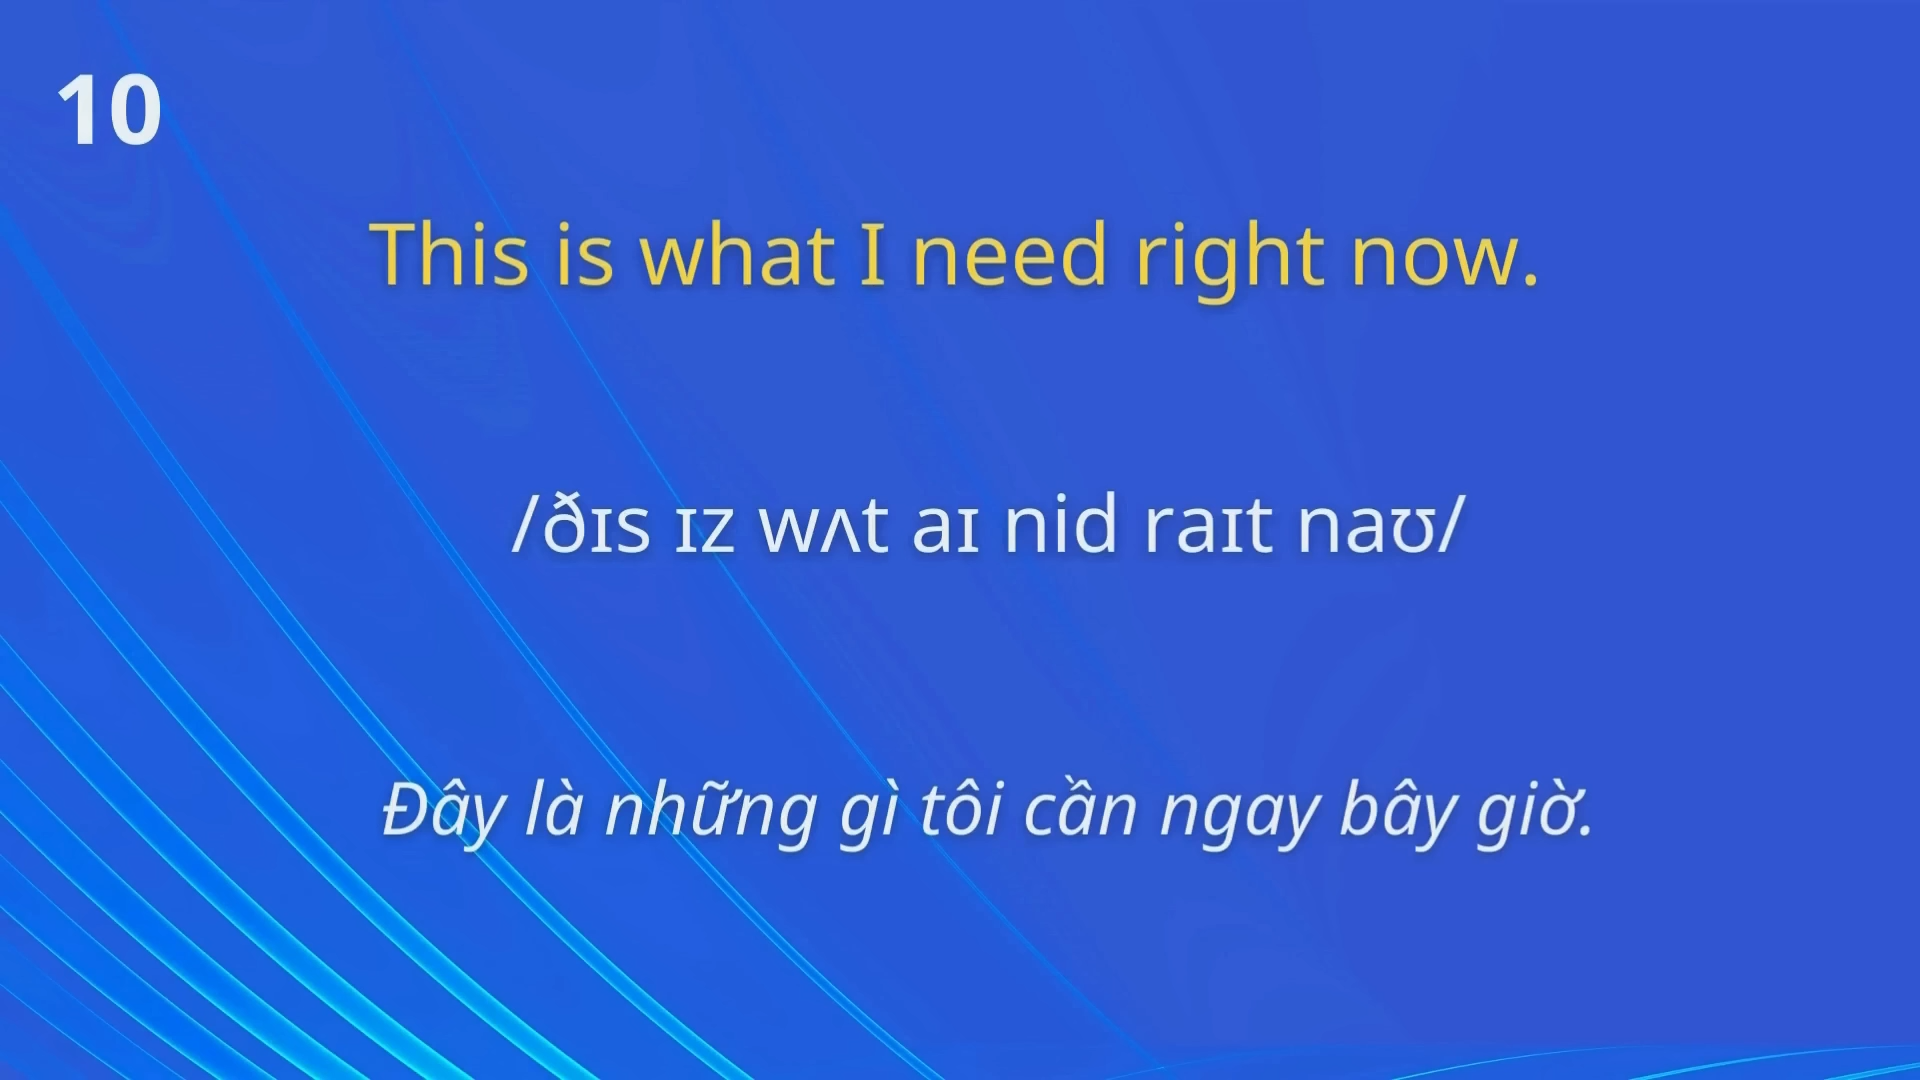 10
This is what I need right now.
/ðɪs ɪz wʌt aɪ nid raɪt naʊ/
Đây là những gì tôi cần ngay bây giờ.